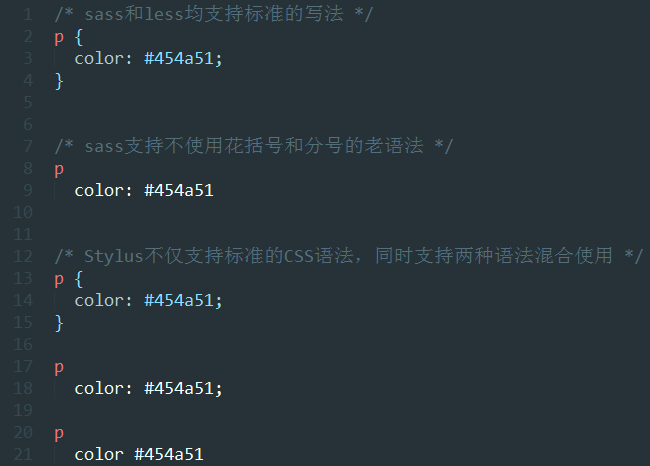 1 /* sass和less均支持标准的写法 */
2 p {
3   color: #454a51;
4 }
5
6
7 /* sass支持不使用花括号和分号的老语法 */
8 p
9   color: #454a51
10
11
12 /* Stylus不仅支持标准的CSS语法，同时支持两种语法混合使用 */
13 p {
14   color: #454a51;
15 }
16
17 p
18   color: #454a51;
19
20 p
21   color #454a51